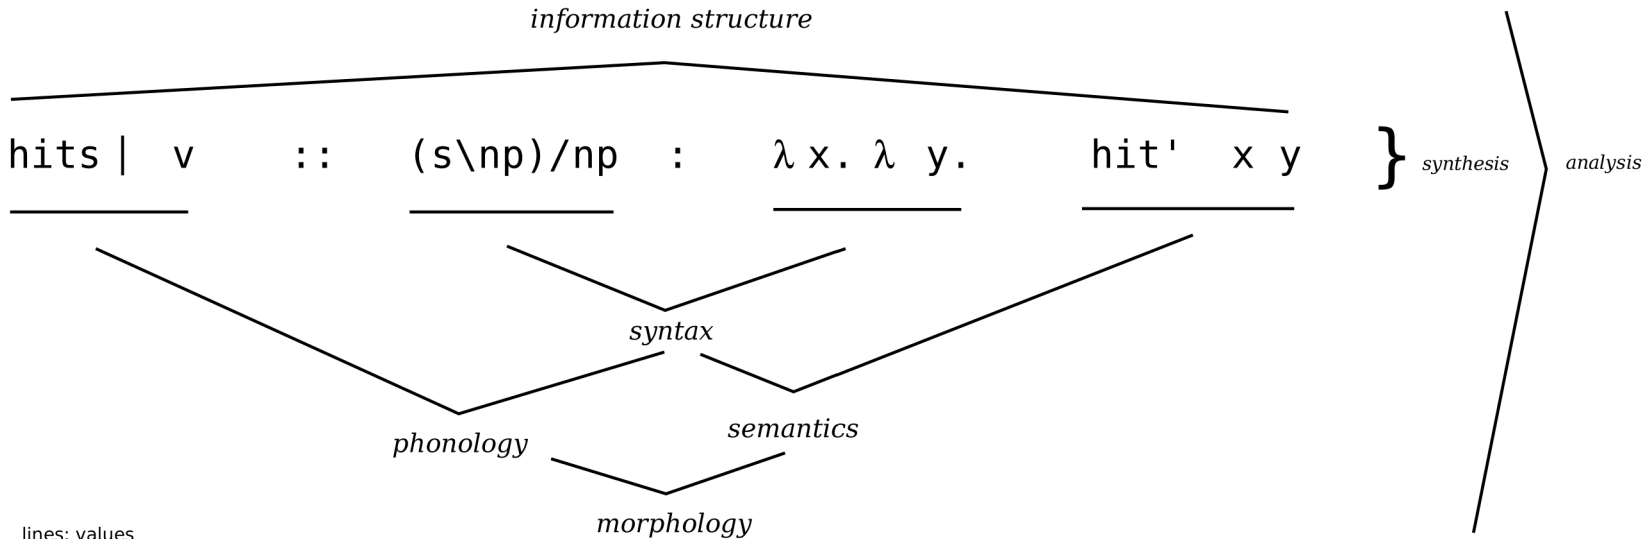 information structure
hits | v :: (s\np)/np : λ x. λ y. hit' x y } synthesis analysis
syntax
phonology semantics
morphology
lines: values